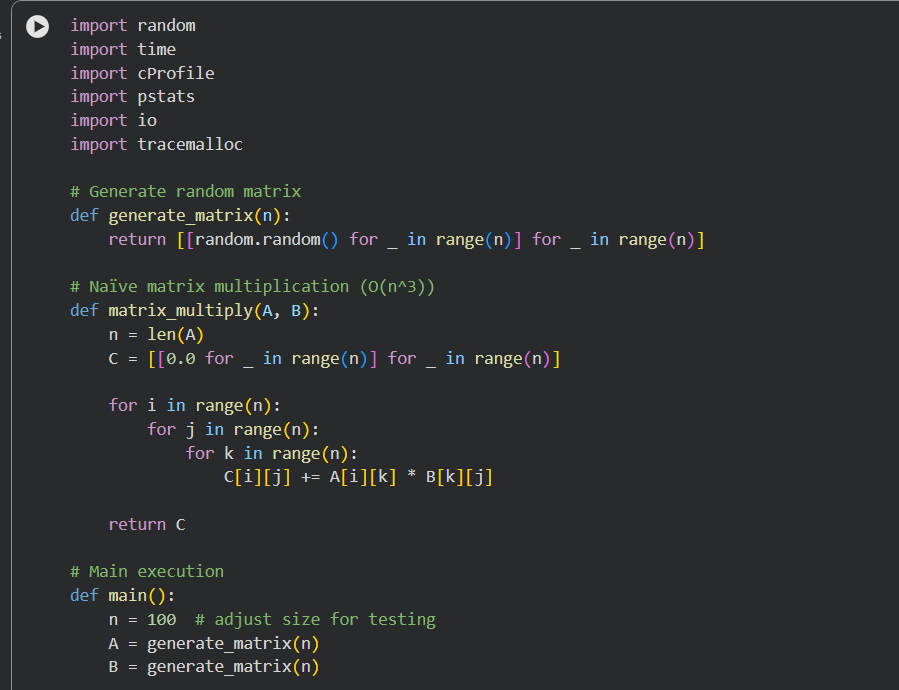 import random
import time
import cProfile
import pstats
import io
import tracemalloc

# Generate random matrix
def generate_matrix(n):
    return [[random.random() for _ in range(n)] for _ in range(n)]

# Naïve matrix multiplication (O(n^3))
def matrix_multiply(A, B):
    n = len(A)
    C = [[0.0 for _ in range(n)] for _ in range(n)]

    for i in range(n):
        for j in range(n):
            for k in range(n):
                C[i][j] += A[i][k] * B[k][j]

    return C

# Main execution
def main():
    n = 100  # adjust size for testing
    A = generate_matrix(n)
    B = generate_matrix(n)